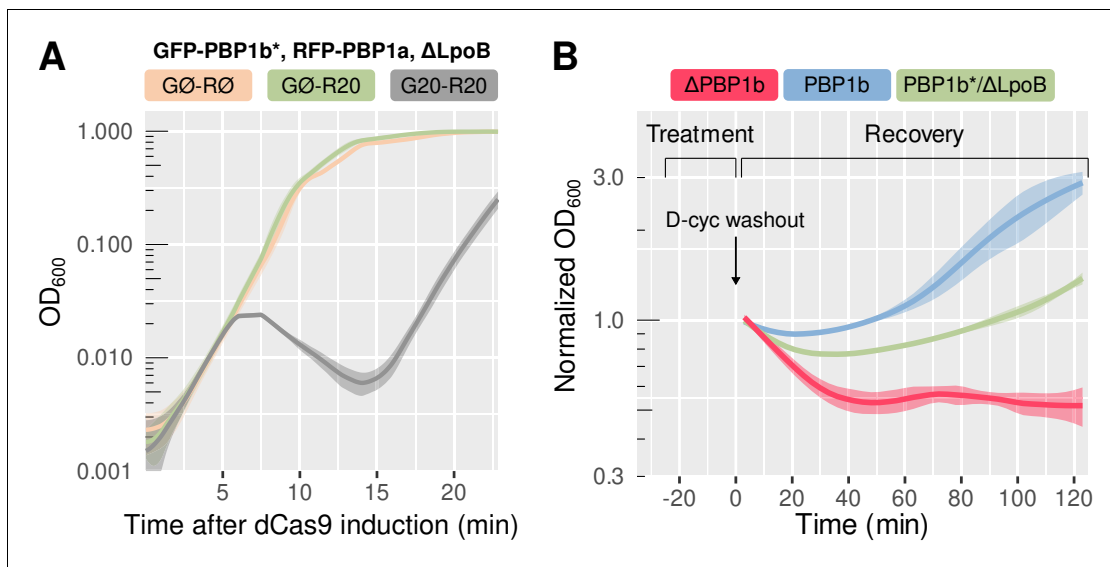 A
GFP-PBP1b*, RFP-PBP1a, ΔLpoB
GØ-RØ GØ-R20 G20-R20
1.000
0.100
0.010
0.001
OD600
5 10 15 20
Time after dCas9 induction (min)
B
ΔPBP1b PBP1b PBP1b*/ΔLpoB
Treatment Recovery
D-cyc washout
3.0
1.0
0.3
Normalized OD600
-20 0 20 40 60 80 100 120
Time (min)